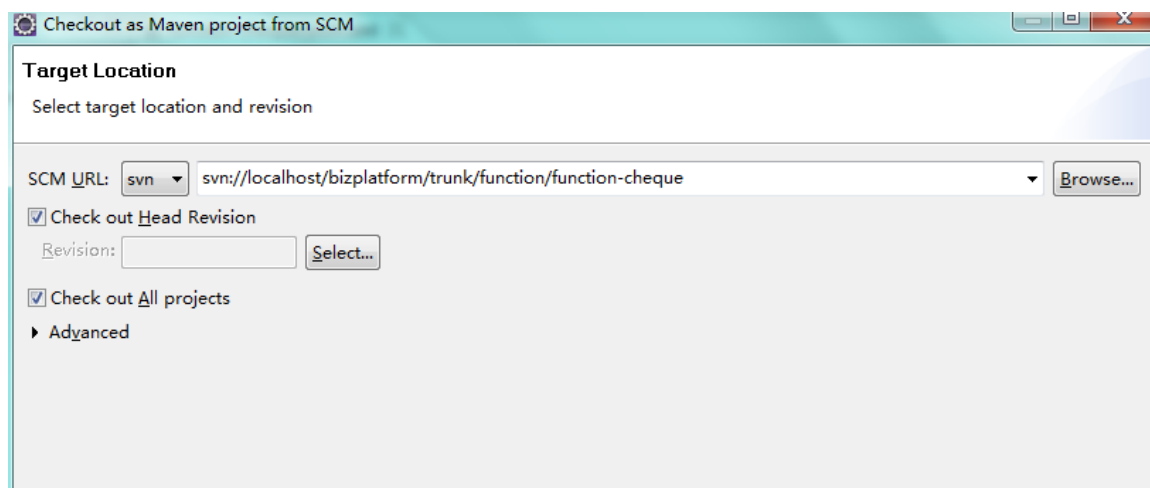 Checkout as Maven project from SCM
Target Location
Select target location and revision
SCM URL: svn svn://localhost/bizplatform/trunk/function/function-cheque Browse...
Check out Head Revision
Revision: Select...
Check out All projects
Advanced